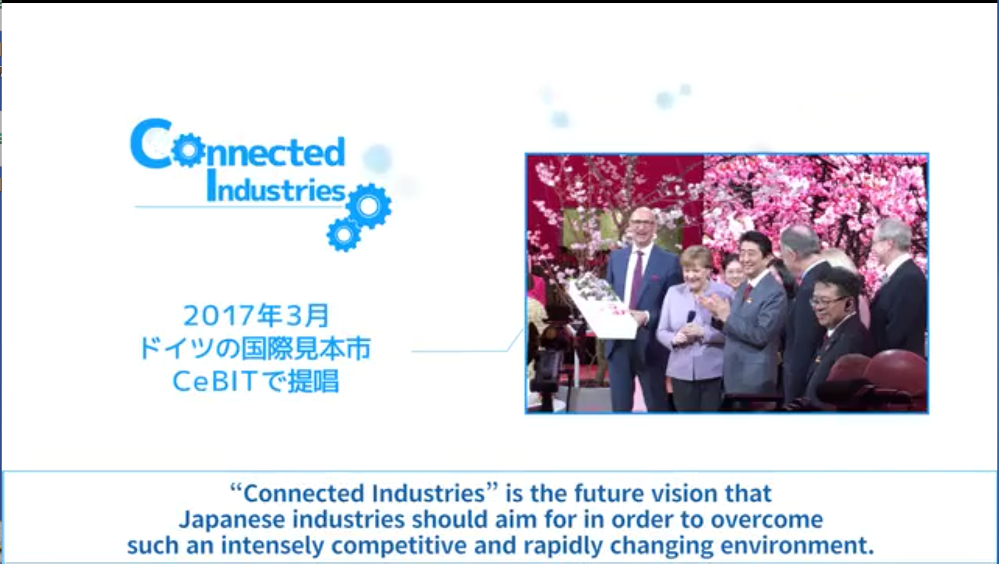 Connected
Industries
2017年3月
ドイツの国際見本市
CeBITで提唱
“Connected Industries” is the future vision that
Japanese industries should aim for in order to overcome
such an intensely competitive and rapidly changing environment.